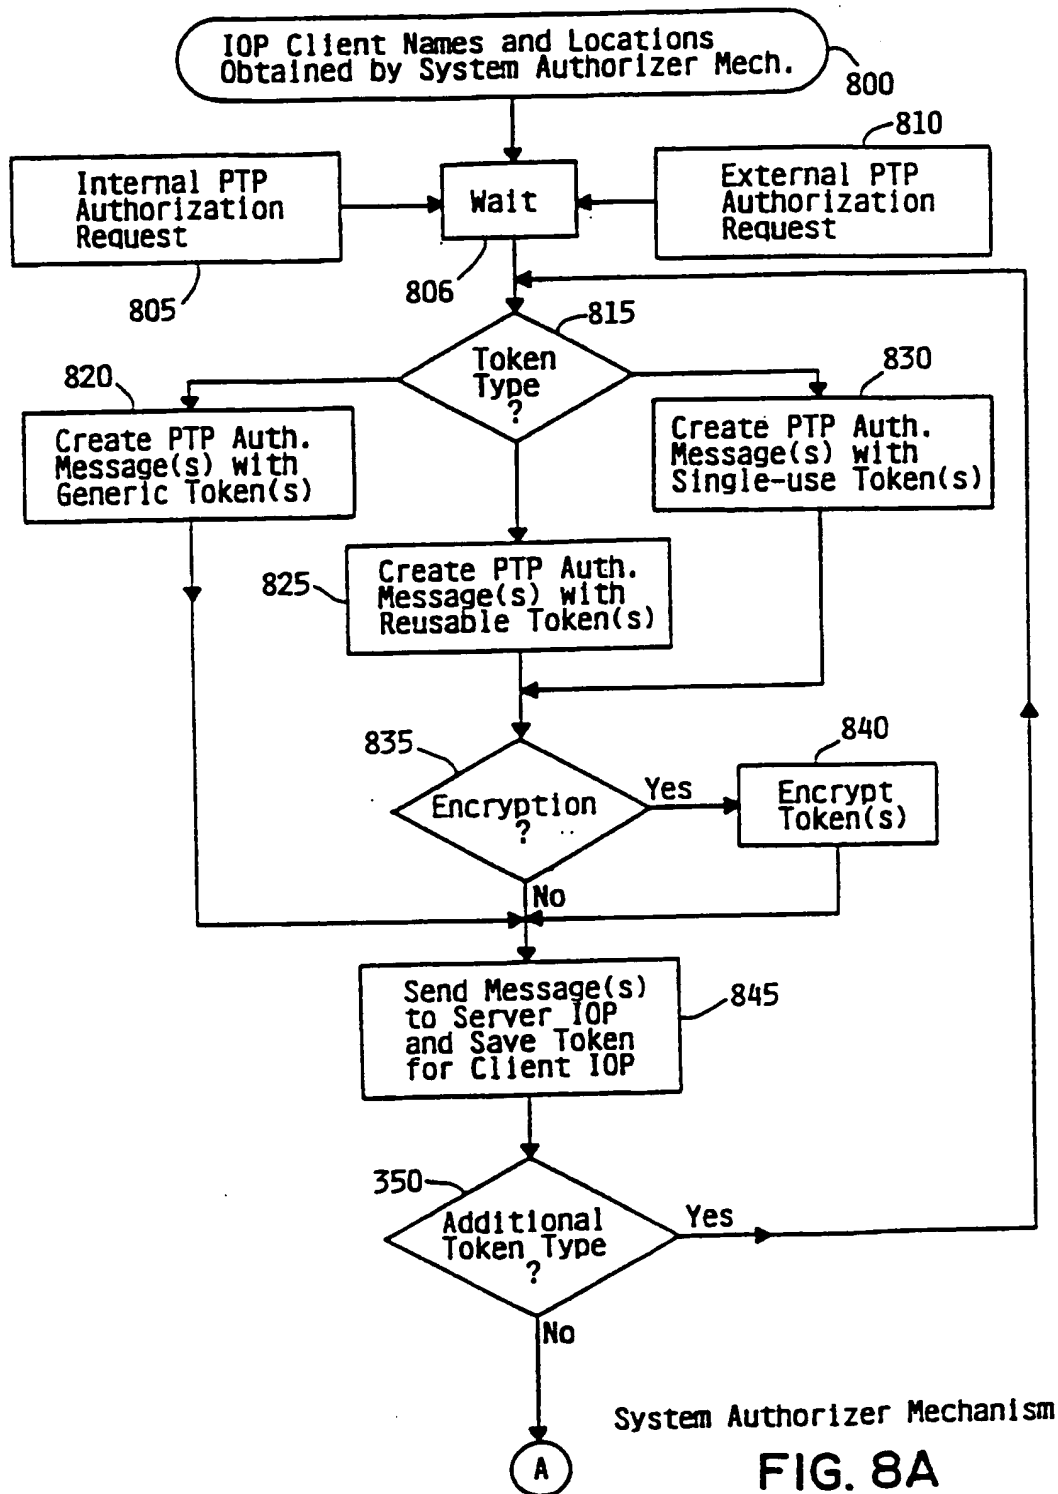 IOP Client Names and Locations
Obtained by System Authorizer Mech.
800
810
Internal PTP
Authorization
Request
Wait
External PTP
Authorization
Request
805
806
815
Token
Type
?
820
830
Create PTP Auth.
Message(s) with
Generic Token(s)
Create PTP Auth.
Message(s) with
Single-use Token(s)
825
Create PTP Auth.
Message(s) with
Reusable Token(s)
835
840
Encryption
?
Yes
Encrypt
Token(s)
No
Send Message(s)
to Server IOP
and Save Token
for Client IOP
845
350
Additional
Token Type
?
Yes
No
A
System Authorizer Mechanism
FIG. 8A